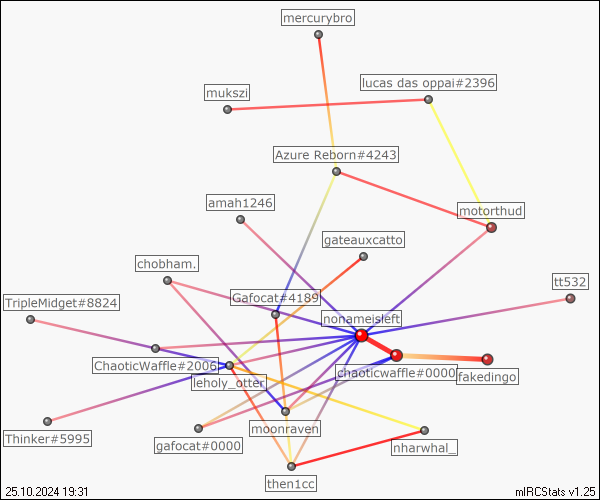 mercurybro
lucas das oppai#2396
mukszi
Azure Reborn#4243
amah1246
motorthud
gateauxcatto
chobham.
tt532
Gafocat#4189
TripleMidget#8824
nonameisleft
ChaoticWaffle#2006
chaoticwaffle#0000
fakedingo
leholy_otter
moonraven
Thinker#5995
gafocat#0000
nharwhal_
then1cc
25.10.2024 19:31
mIRCStats v1.25